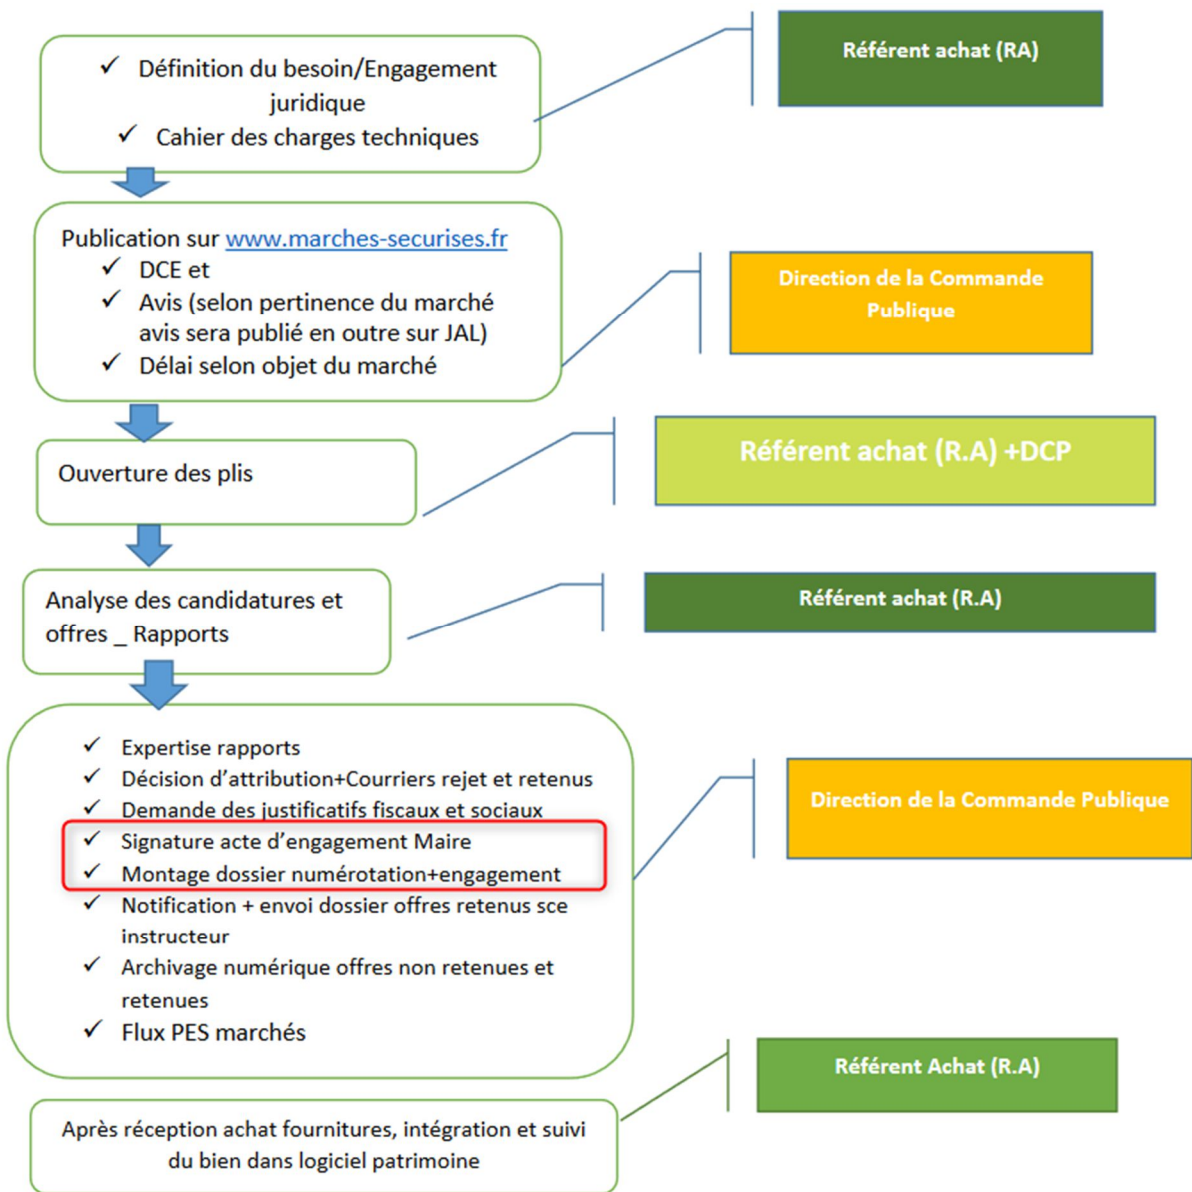 Définition du besoin/Engagement
juridique
Cahier des charges techniques
Référent achat (RA)
Publication sur www.marches-securises.fr
DCE et
Avis (selon pertinence du marché
avis sera publié en outre sur JAL)
Délai selon objet du marché
Direction de la Commande
Publique
Ouverture des plis
Référent achat (R.A) +DCP
Analyse des candidatures et
offres _ Rapports
Référent achat (R.A)
Expertise rapports
Décision d’attribution+Courriers rejet et retenus
Demande des justificatifs fiscaux et sociaux
Signature acte d’engagement Maire
Montage dossier numérotation+engagement
Notification + envoi dossier offres retenus sce
instructeur
Archivage numérique offres non retenues et
retenues
Flux PES marchés
Direction de la Commande Publique
Référent Achat (R.A)
Après réception achat fournitures, intégration et suivi
du bien dans logiciel patrimoine